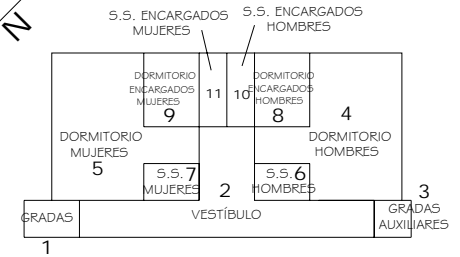 N
S.S. ENCARGADOS
MUJERES
S.S. ENCARGADOS
HOMBRES
DORMITORIO
ENCARGADOS
MUJERES
9
11
10
DORMITORIO
ENCARGADOS
HOMBRES
8
4
DORMITORIO
MUJERES
5
DORMITORIO
HOMBRES
S.S. 7
MUJERES
S.S. 6
HOMBRES
2
VESTÍBULO
3
GRADAS
1
GRADAS
AUXILIARES